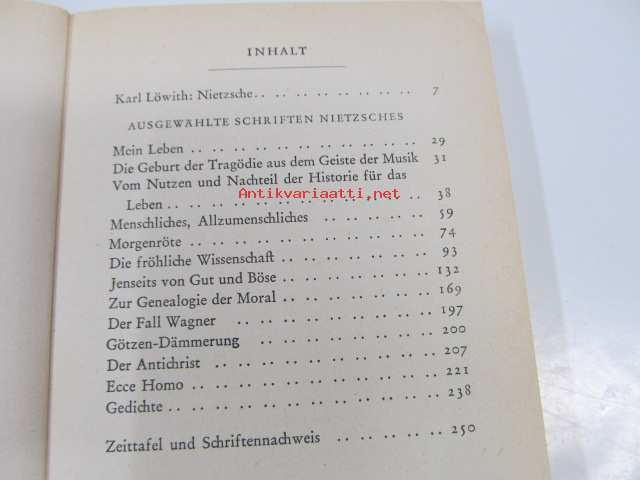 INHALT
Karl Löwith: Nietzsche.. .. .. .. .. .. .. .. 7
AUSGEWÄHLTE SCHRIFTEN NIETZSCHES
Mein Leben .. .. .. .. .. .. .. .. .. .. 29
Die Geburt der Tragödie aus dem Geiste der Musik 31
Vom Nutzen und Nachteil der Historie für das
Leben .. .. .. .. .. .. .. .. .. .. 38
Antikvariaatti.net
Menschliches, Allzumenschliches .. .. .. .. .. 59
Morgenröte .. .. .. .. .. .. .. .. .. .. 74
Die fröhliche Wissenschaft .. .. .. .. .. .. .. 93
Jenseits von Gut und Böse .. .. .. .. .. .. .. 132
Zur Genealogie der Moral .. .. .. .. .. .. .. 169
Der Fall Wagner .. .. .. .. .. .. .. .. .. 197
Götzen-Dämmerung .. .. .. .. .. .. .. .. 200
Der Antichrist .. .. .. .. .. .. .. .. .. 207
Ecce Homo .. .. .. .. .. .. .. .. .. .. 221
Gedichte .. .. .. .. .. .. .. .. .. .. .. 238
Zeittafel und Schriftennachweis .. .. .. .. .. 250